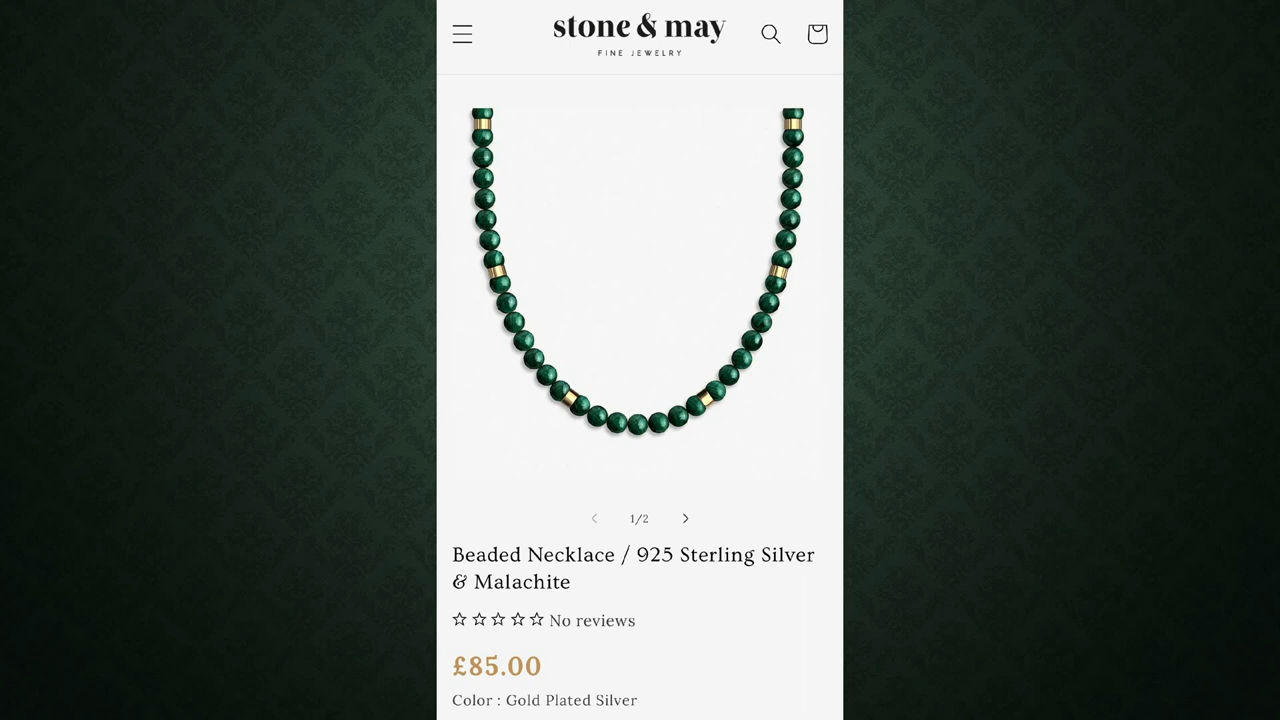 stone & may
FINE JEWELRY
1/2
Beaded Necklace / 925 Sterling Silver
& Malachite
No reviews
£85.00
Color : Gold Plated Silver